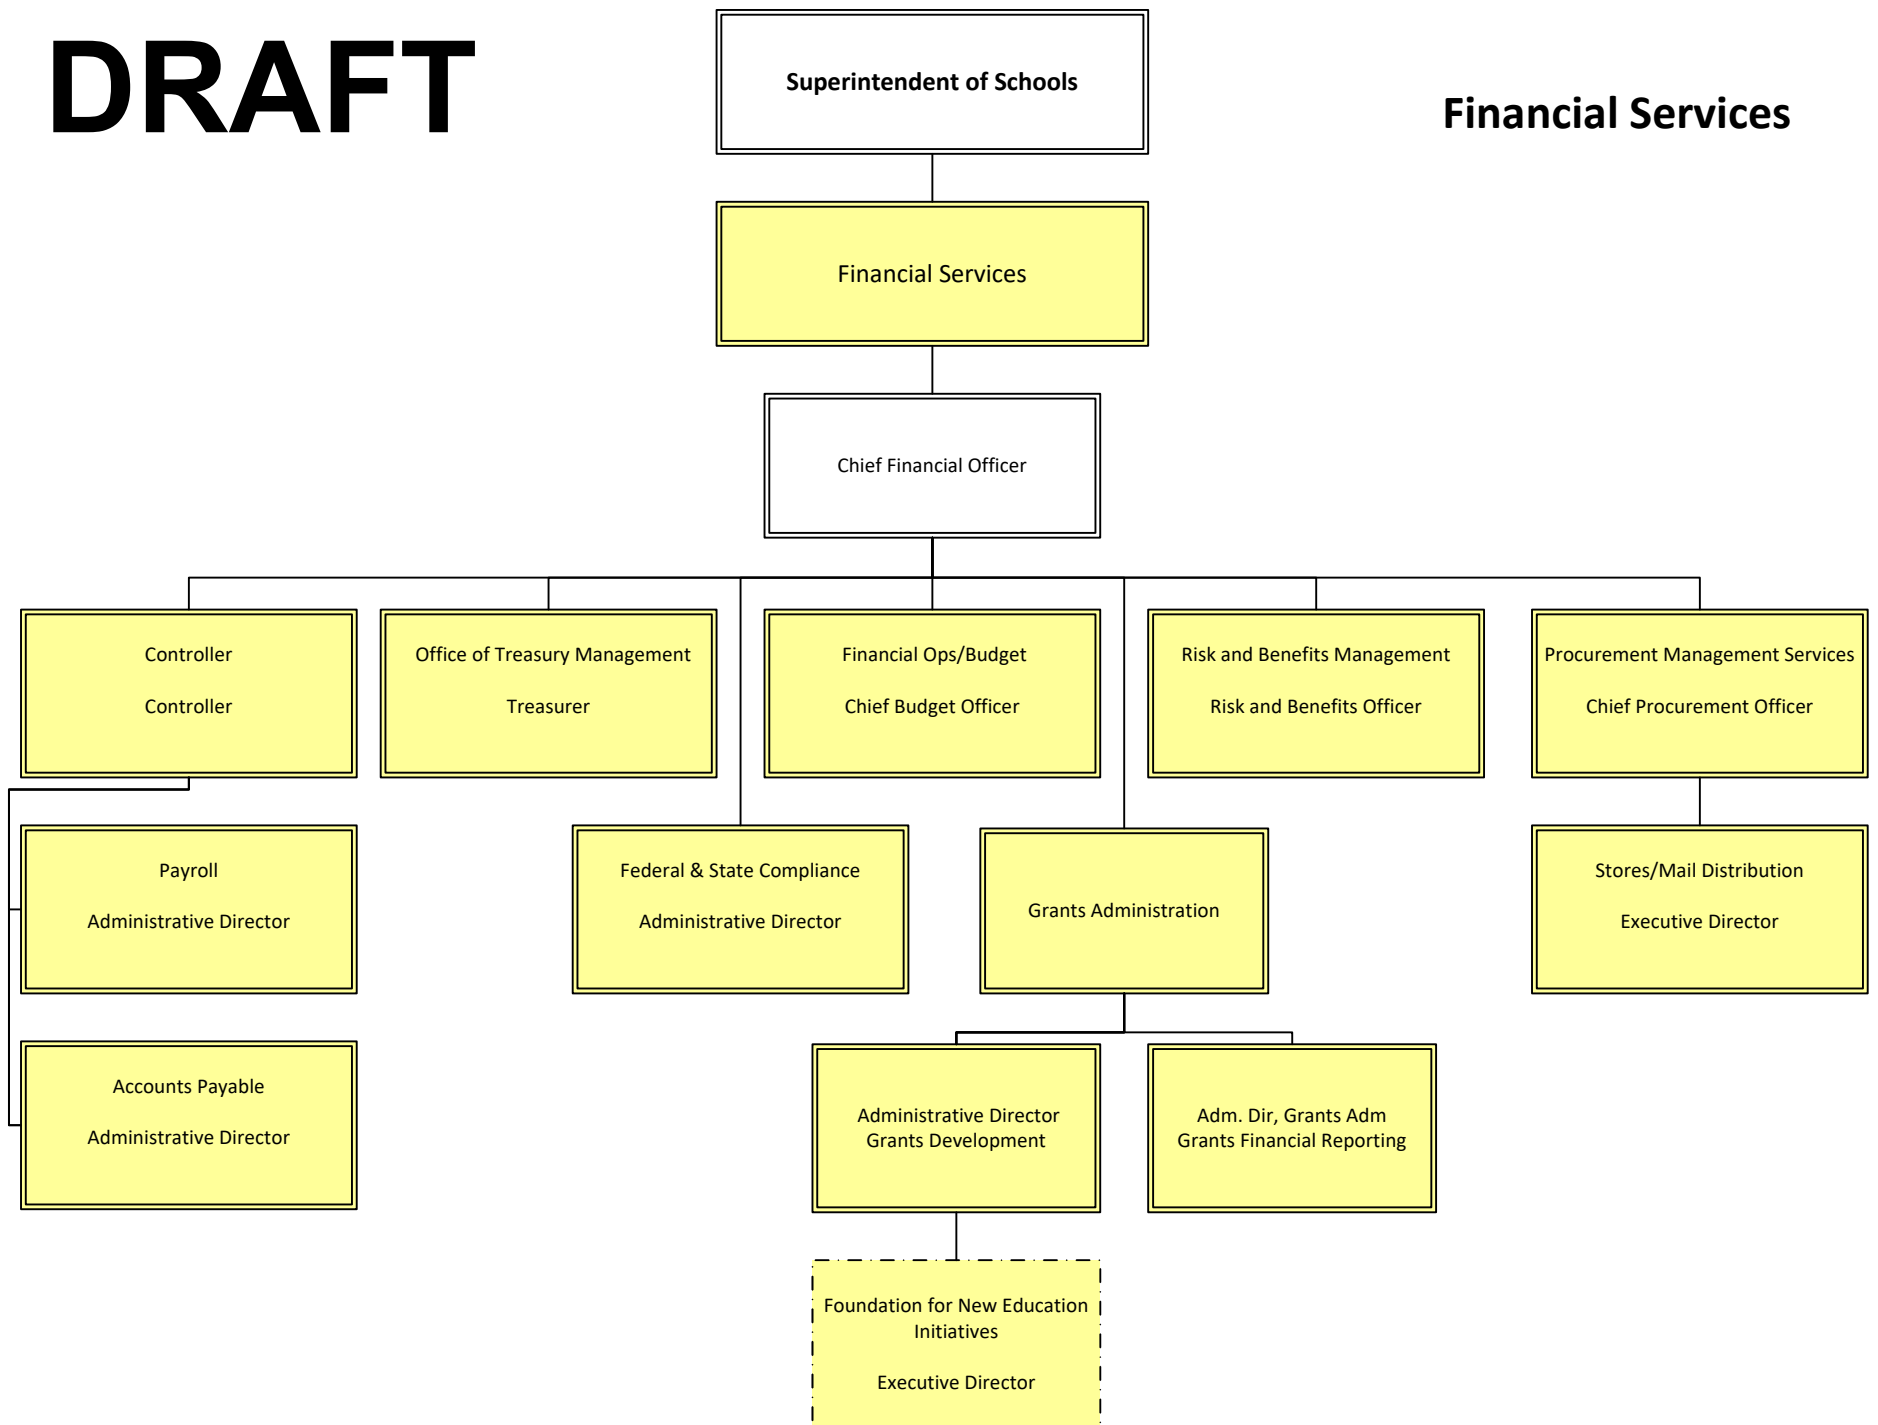 DRAFT
Superintendent of Schools
Financial Services
Financial Services
Chief Financial Officer
Controller
Controller
Office of Treasury Management
Treasurer
Financial Ops/Budget
Chief Budget Officer
Risk and Benefits Management
Risk and Benefits Officer
Procurement Management Services
Chief Procurement Officer
Payroll
Administrative Director
Federal & State Compliance
Administrative Director
Grants Administration
Stores/Mail Distribution
Executive Director
Accounts Payable
Administrative Director
Administrative Director
Grants Development
Adm. Dir, Grants Adm
Grants Financial Reporting
Foundation for New Education
Initiatives
Executive Director